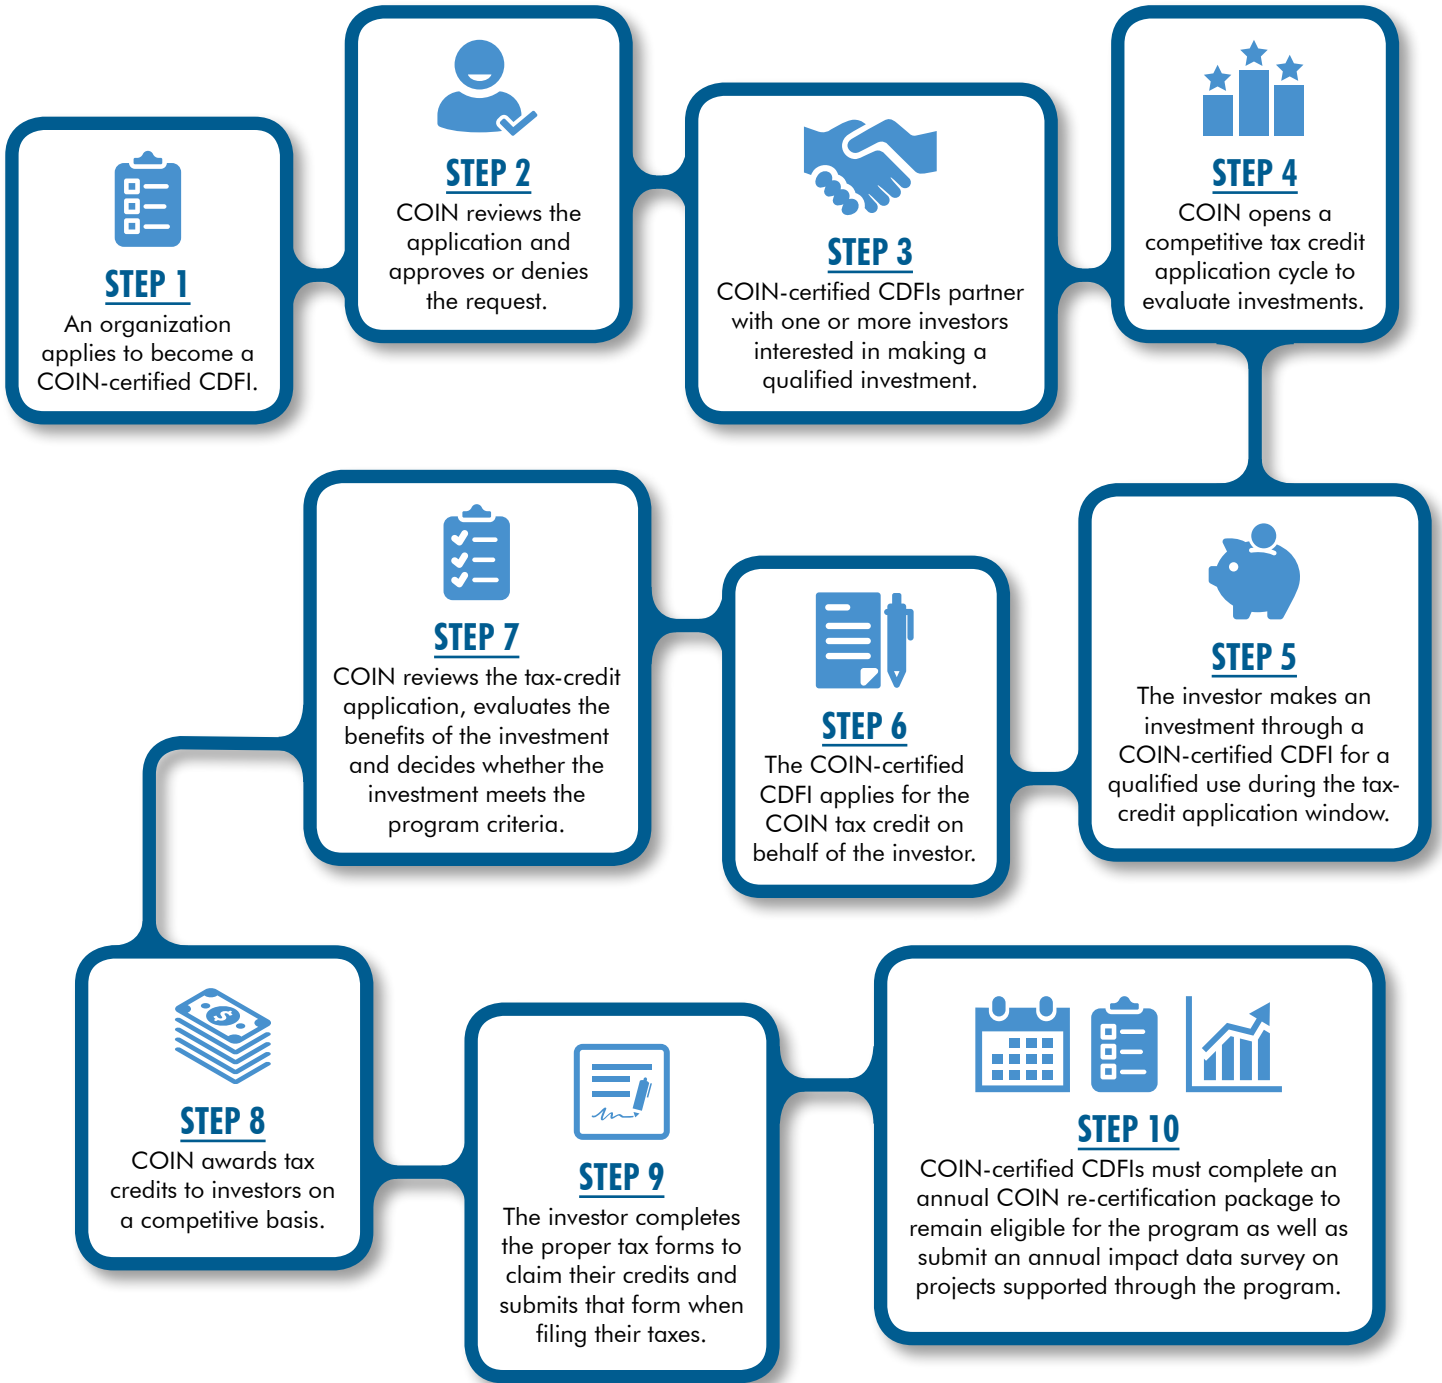 STEP 1
An organization
applies to become a
COIN-certified CDFI.
STEP 2
COIN reviews the
application and
approves or denies
the request.
STEP 3
COIN-certified CDFIs partner
with one or more investors
interested in making a
qualified investment.
STEP 4
COIN opens a
competitive tax credit
application cycle to
evaluate investments.
STEP 5
The investor makes an
investment through a
COIN-certified CDFI for a
qualified use during the tax-
credit application window.
STEP 6
The COIN-certified
CDFI applies for the
COIN tax credit on
behalf of the investor.
STEP 7
COIN reviews the tax-credit
application, evaluates the
benefits of the investment
and decides whether the
investment meets the
program criteria.
STEP 8
COIN awards tax
credits to investors on
a competitive basis.
STEP 9
The investor completes
the proper tax forms to
claim their credits and
submits that form when
filing their taxes.
STEP 10
COIN-certified CDFIs must complete an
annual COIN re-certification package to
remain eligible for the program as well as
submit an annual impact data survey on
projects supported through the program.